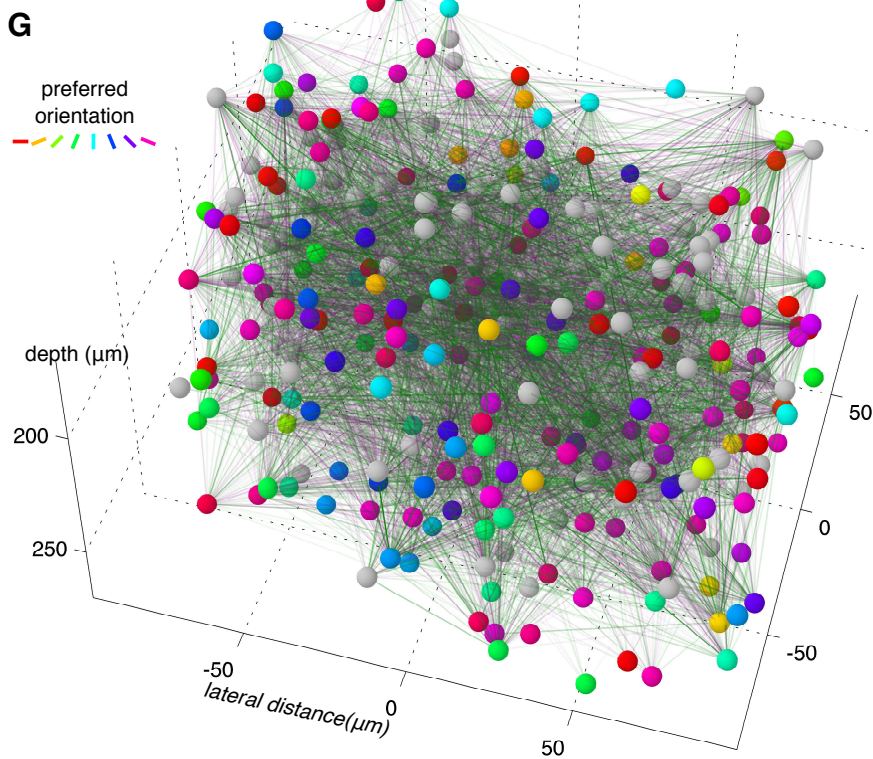 G
preferred
orientation
depth (μm)
200
250
-50
0
50
lateral distance(μm)
50
0
-50